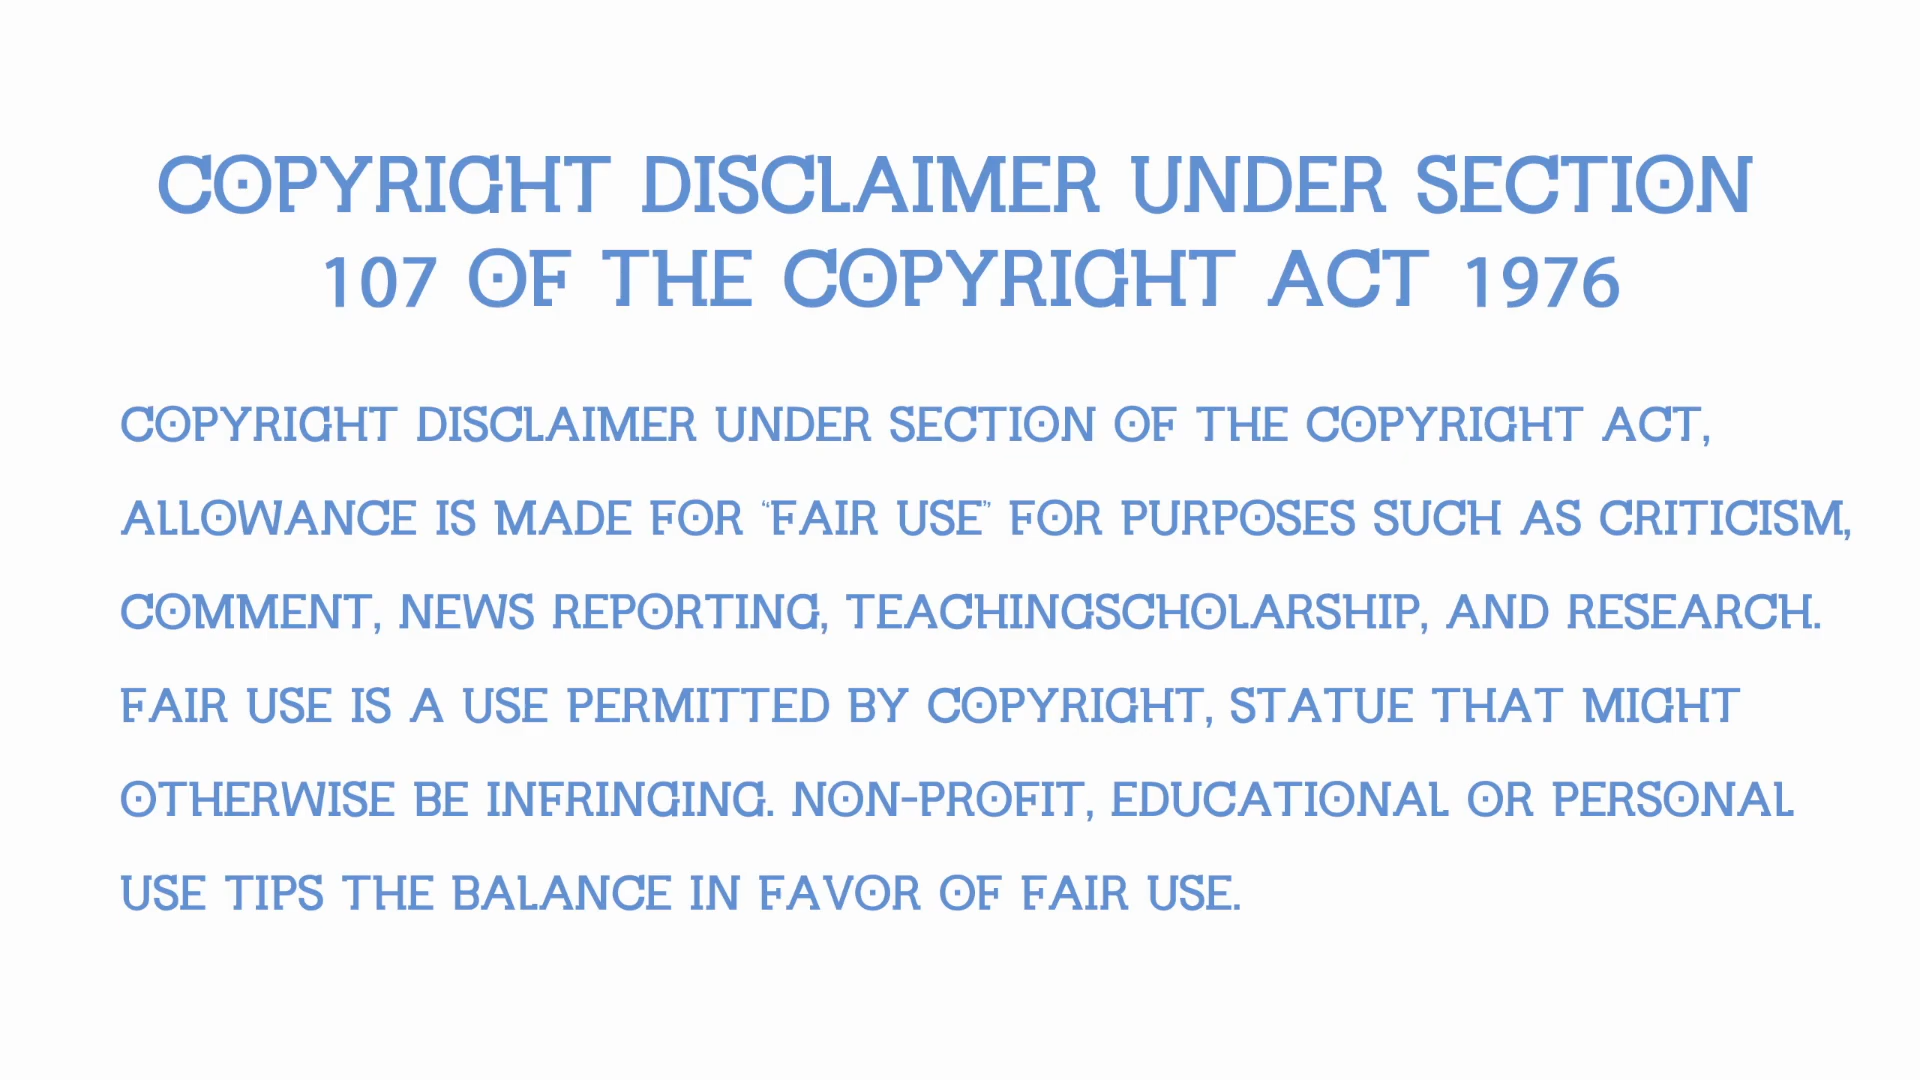 COPYRIGHT DISCLAIMER UNDER SECTION
107 OF THE COPYRIGHT ACT 1976
COPYRIGHT DISCLAIMER UNDER SECTION OF THE COPYRIGHT ACT,
ALLOWANCE IS MADE FOR “FAIR USE” FOR PURPOSES SUCH AS CRITICISM,
COMMENT, NEWS REPORTING, TEACHINGSCHOLARSHIP, AND RESEARCH.
FAIR USE IS A USE PERMITTED BY COPYRIGHT, STATUE THAT MIGHT
OTHERWISE BE INFRINGING. NON-PROFIT, EDUCATIONAL OR PERSONAL
USE TIPS THE BALANCE IN FAVOR OF FAIR USE.